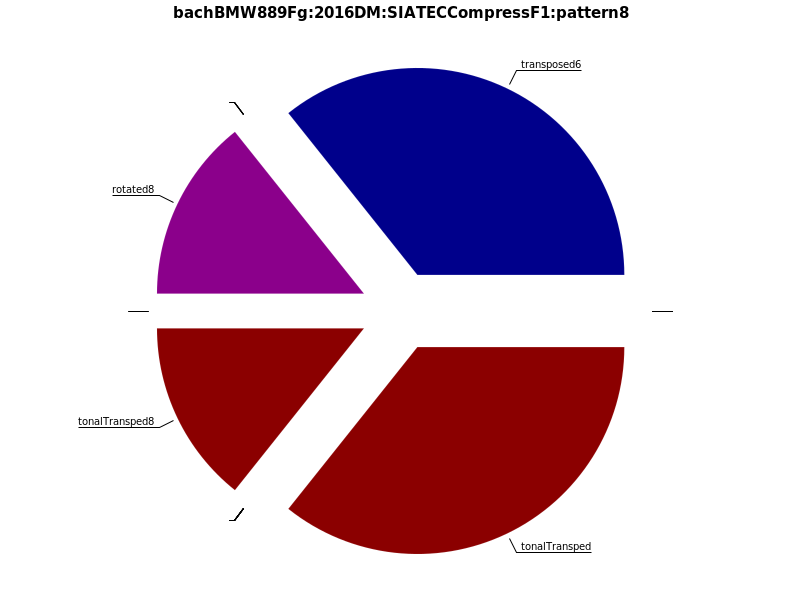 bachBMW889Fg:2016DM:SIATECCompressF1:pattern8
transposed6
rotated8
tonalTransped8
tonalTransped